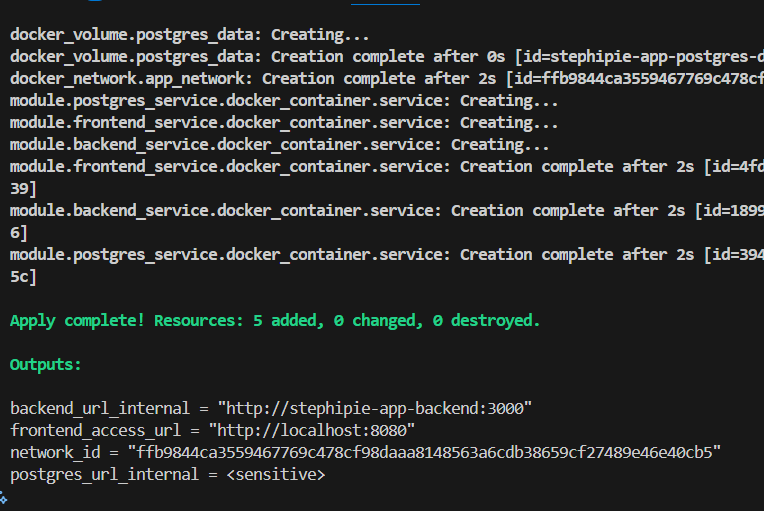 docker_volume.postgres_data: Creating...
docker_volume.postgres_data: Creation complete after 0s [id=stephipie-app-postgres-d
docker_network.app_network: Creation complete after 2s [id=ffb9844ca3559467769c478cf
module.postgres_service.docker_container.service: Creating...
module.frontend_service.docker_container.service: Creating...
module.backend_service.docker_container.service: Creating...
module.frontend_service.docker_container.service: Creation complete after 2s [id=4fd
39]
module.backend_service.docker_container.service: Creation complete after 2s [id=1899
6]
module.postgres_service.docker_container.service: Creation complete after 2s [id=394
5c]
Apply complete! Resources: 5 added, 0 changed, 0 destroyed.
Outputs:
backend_url_internal = "http://stephipie-app-backend:3000"
frontend_access_url = "http://localhost:8080"
network_id = "ffb9844ca3559467769c478cf98daaa8148563a6cdb38659cf27489e46e40cb5"
postgres_url_internal = <sensitive>